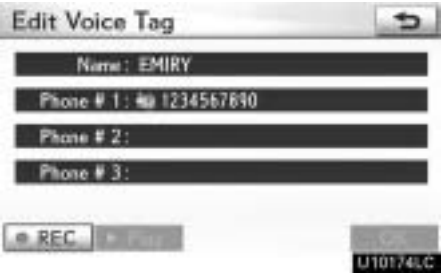 Edit Voice Tag
Name: EMIRY
Phone # 1: 1234567890
Phone # 2:
Phone # 3:
REC Play
OK
U10174LC